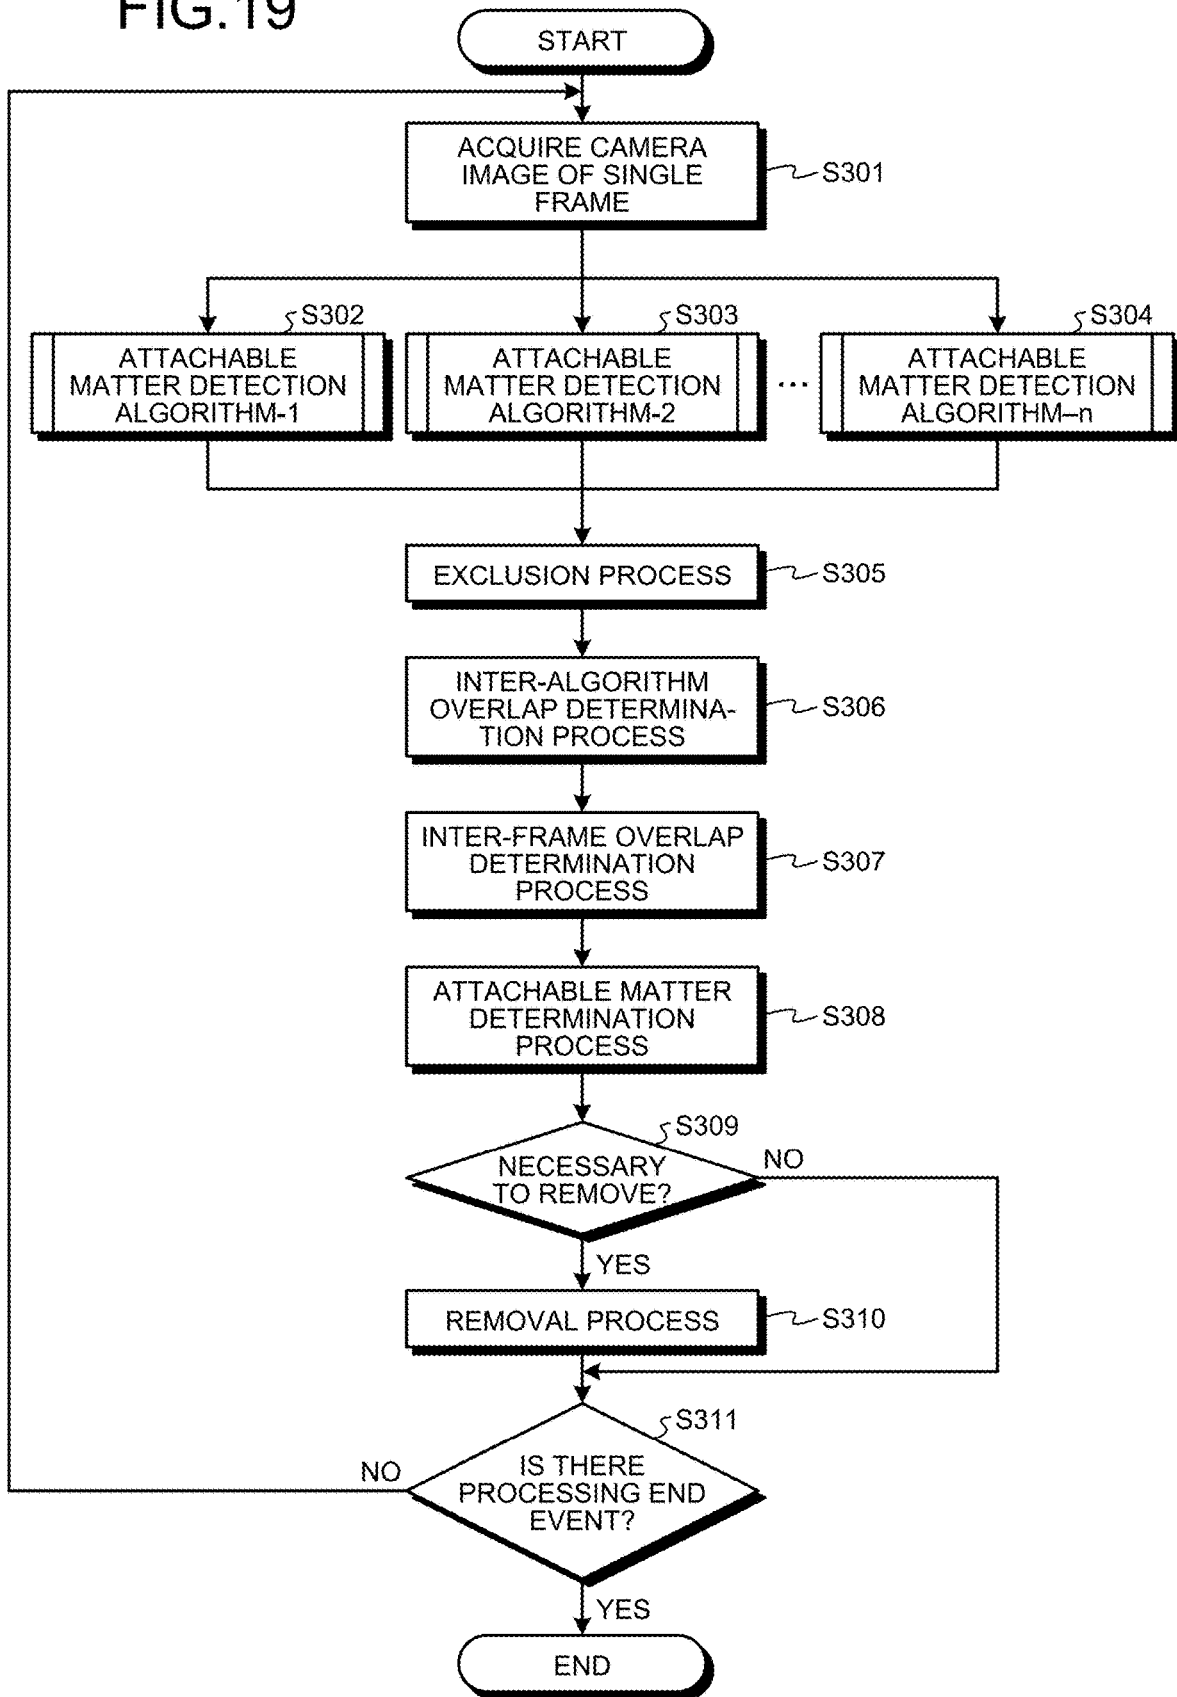 FIG.19
START
ACQUIRE CAMERA
IMAGE OF SINGLE
FRAME
S301
S302
ATTACHABLE
MATTER DETECTION
ALGORITHM-1
S303
ATTACHABLE
MATTER DETECTION
ALGORITHM-2
...
S304
ATTACHABLE
MATTER DETECTION
ALGORITHM–n
EXCLUSION PROCESS
S305
INTER-ALGORITHM
OVERLAP DETERMINA-
TION PROCESS
S306
INTER-FRAME OVERLAP
DETERMINATION
PROCESS
S307
ATTACHABLE MATTER
DETERMINATION
PROCESS
S308
S309
NECESSARY
TO REMOVE?
NO
YES
REMOVAL PROCESS
S310
S311
IS THERE
PROCESSING END
EVENT?
NO
YES
END